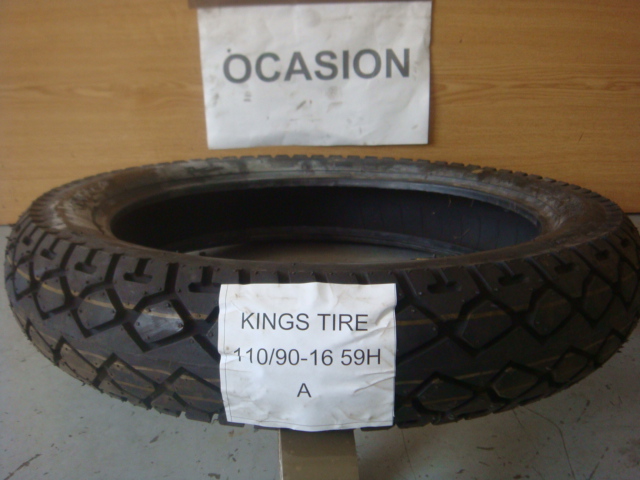 OCASION
KINGS TIRE
110/90-16 59H
A